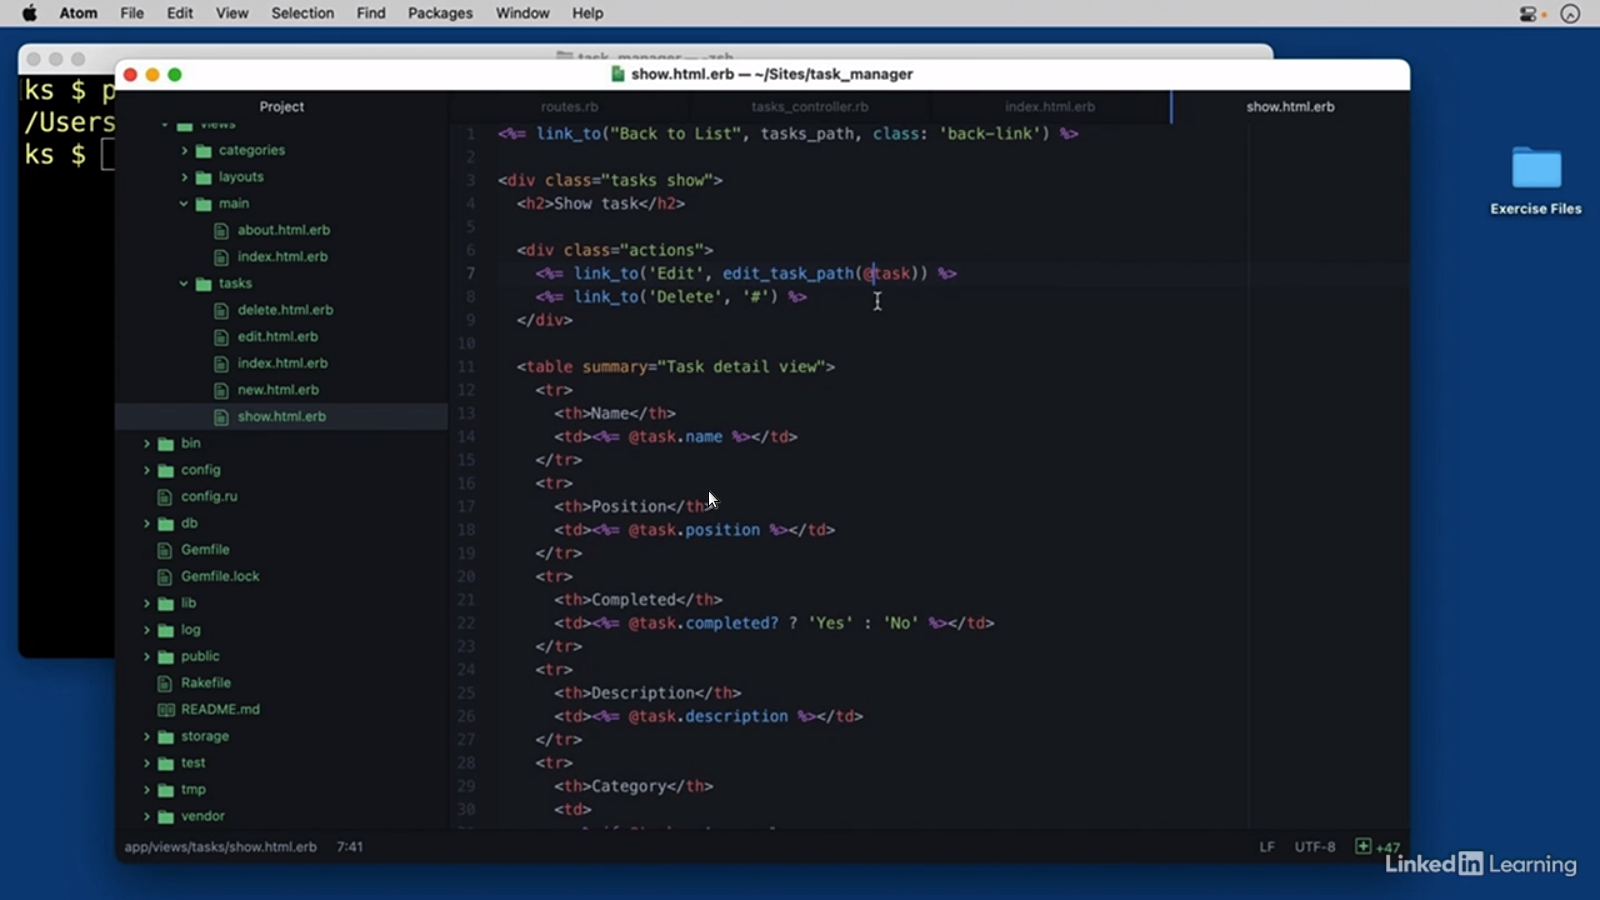 Atom File Edit View Selection Find Packages Window Help
task_manager — -zsh
ks $ p
/Users
ks $
show.html.erb — ~/Sites/task_manager
Project
routes.rb
tasks_controller.rb
index.html.erb
show.html.erb
views
categories
layouts
main
about.html.erb
index.html.erb
tasks
delete.html.erb
edit.html.erb
index.html.erb
new.html.erb
show.html.erb
bin
config
config.ru
db
Gemfile
Gemfile.lock
lib
log
public
Rakefile
README.md
storage
test
tmp
vendor
1 <%= link_to("Back to List", tasks_path, class: 'back-link') %>
2
3 <div class="tasks show">
4 <h2>Show task</h2>
5
6 <div class="actions">
7 <%= link_to('Edit', edit_task_path(@task)) %>
8 <%= link_to('Delete', '#') %>
9 </div>
10
11 <table summary="Task detail view">
12 <tr>
13 <th>Name</th>
14 <td><%= @task.name %></td>
15 </tr>
16 <tr>
17 <th>Position</th>
18 <td><%= @task.position %></td>
19 </tr>
20 <tr>
21 <th>Completed</th>
22 <td><%= @task.completed? ? 'Yes' : 'No' %></td>
23 </tr>
24 <tr>
25 <th>Description</th>
26 <td><%= @task.description %></td>
27 </tr>
28 <tr>
29 <th>Category</th>
30 <td>
app/views/tasks/show.html.erb 7:41
LF UTF-8 +47
Exercise Files
LinkedIn Learning